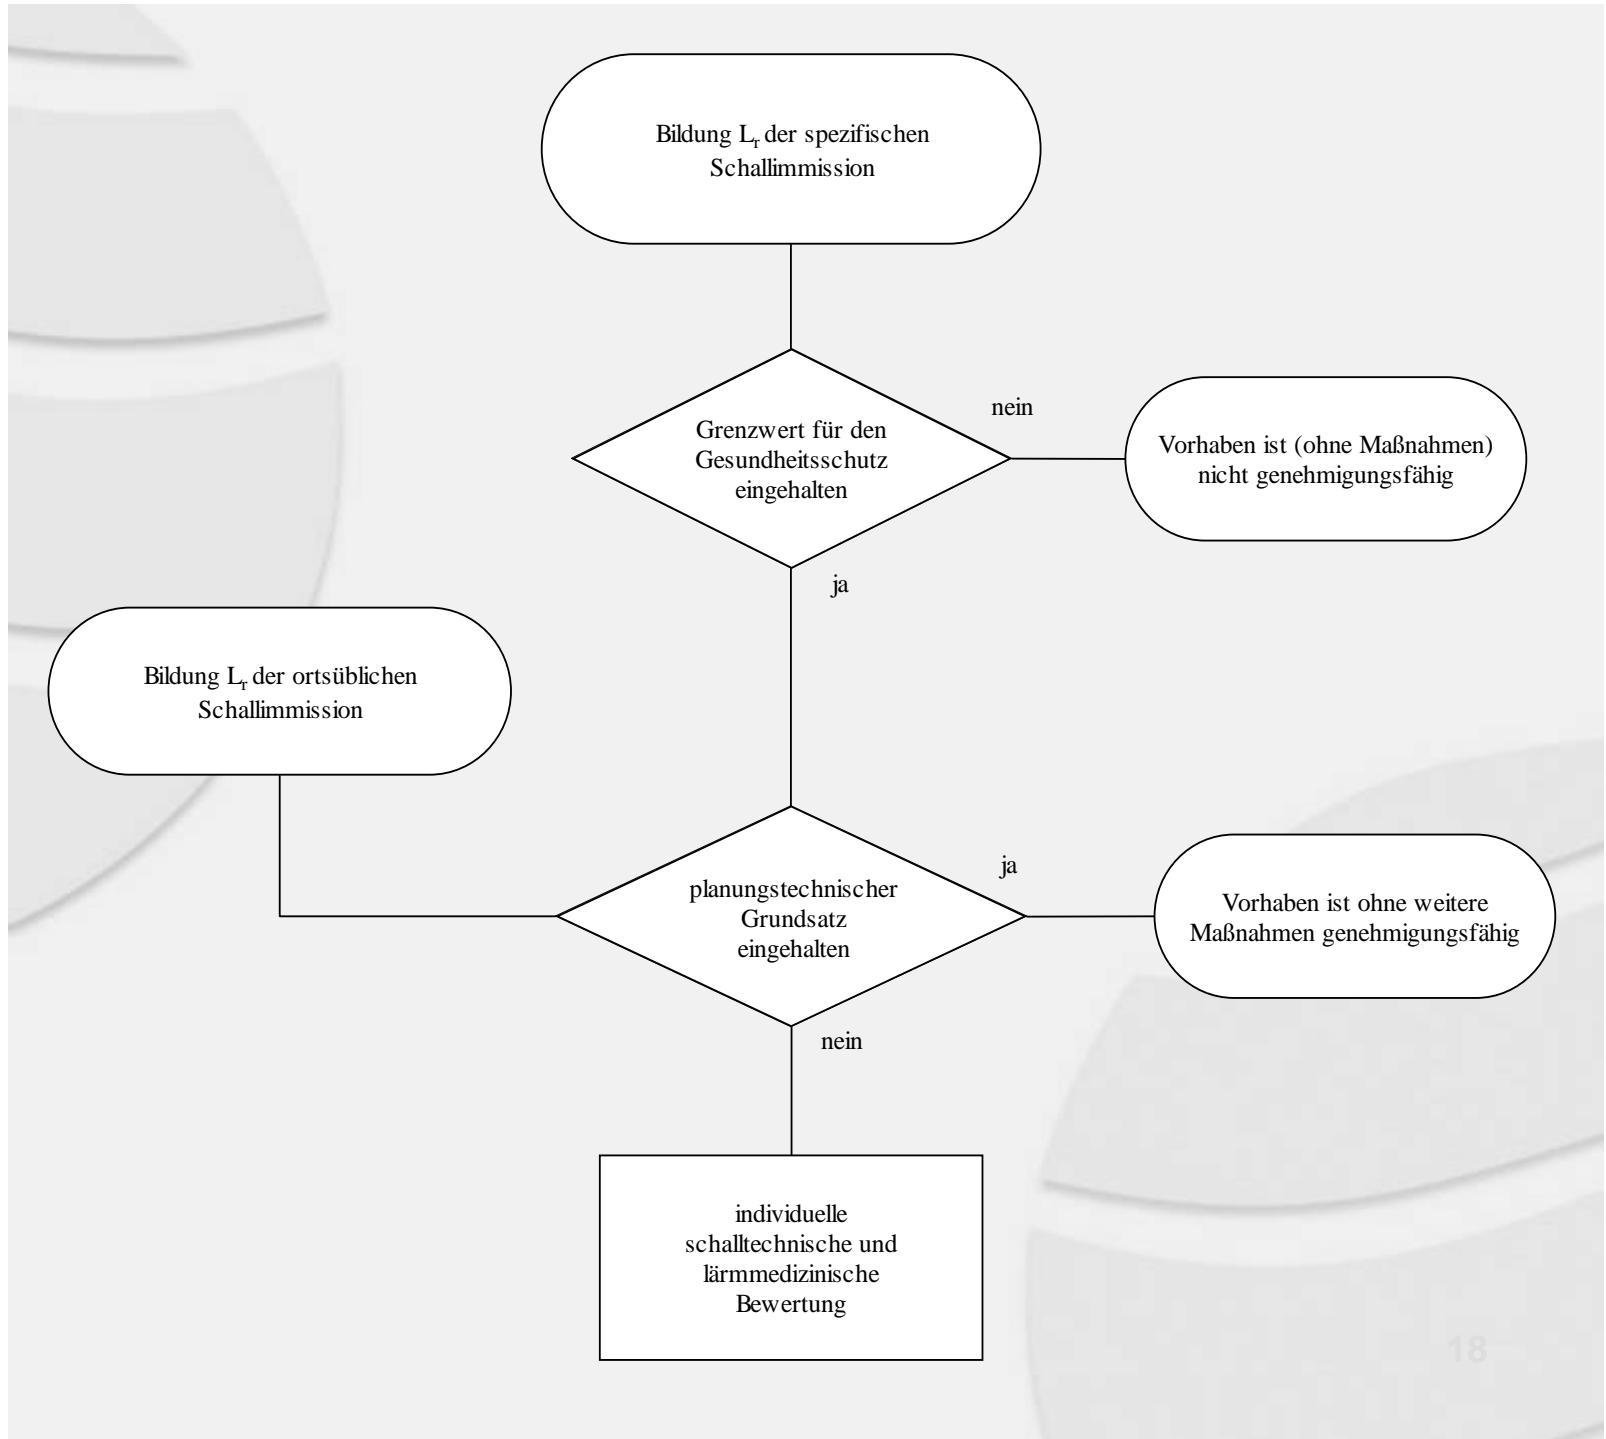 Bildung Lr der spezifischen
Schallimmission
Grenzwert für den
Gesundheitsschutz
eingehalten
nein
Vorhaben ist (ohne Maßnahmen)
nicht genehmigungsfähig
ja
Bildung Lr der ortsüblichen
Schallimmission
planungstechnischer
Grundsatz
eingehalten
ja
Vorhaben ist ohne weitere
Maßnahmen genehmigungsfähig
nein
individuelle
schalltechnische und
lärmmedizinische
Bewertung
18